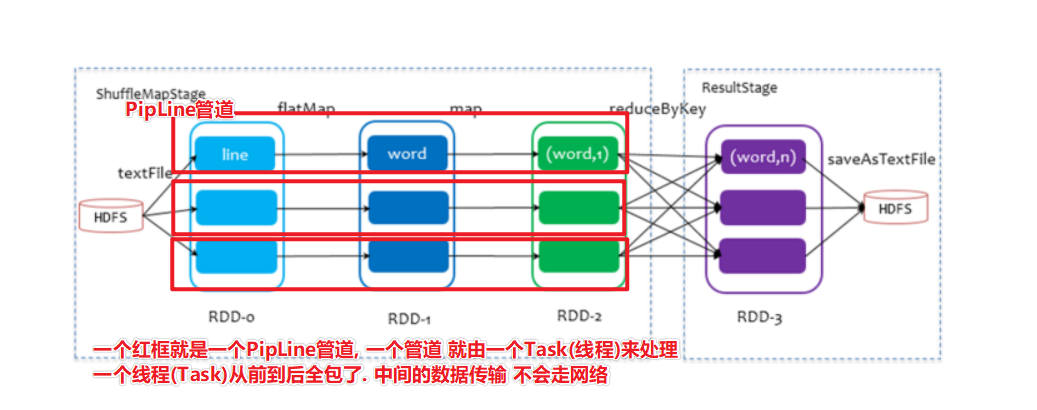 ShuffleMapStage
PipLine管道
flatMap
map
reduceByKey
ResultStage
line
word
(word,1)
(word,n)
textFile
saveAsTextFile
HDFS
HDFS
RDD-0
RDD-1
RDD-2
RDD-3
一个红框就是一个PipLine管道, 一个管道 就由一个Task(线程)来处理
一个线程(Task)从前到后全包了. 中间的数据传输 不会走网络